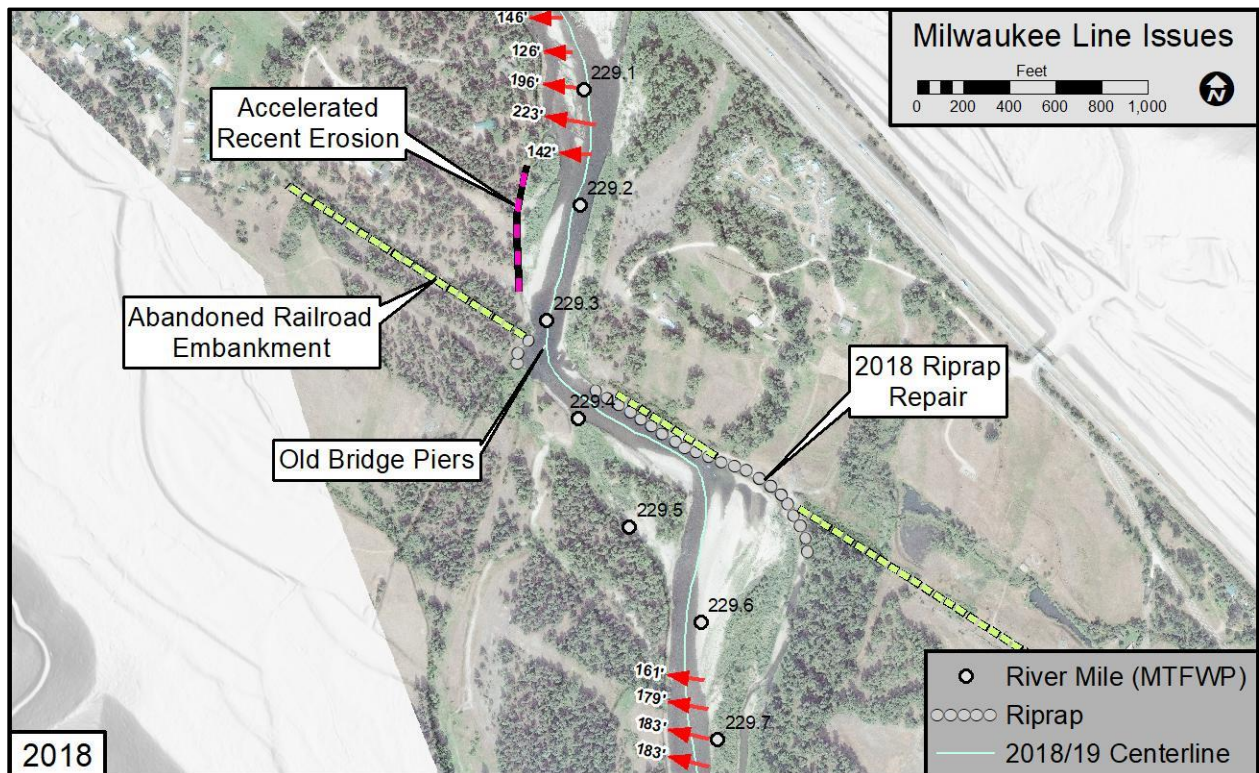 Milwaukee Line Issues
Feet
0 200 400 600 800 1,000
N
146'
126'
196'
223'
142'
229.1
229.2
229.3
229.4
229.5
229.6
229.7
Accelerated
Recent Erosion
Abandoned Railroad
Embankment
Old Bridge Piers
2018 Riprap
Repair
161'
179'
183'
183'
2018
River Mile (MTFWP)
Riprap
2018/19 Centerline